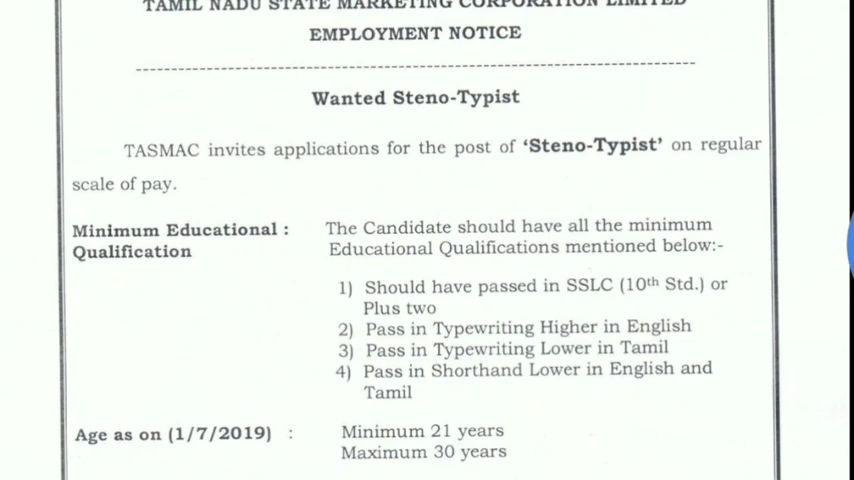 TAMIL NADU STATE MARKETING CORPORATION LIMITED
EMPLOYMENT NOTICE
Wanted Steno-Typist
TASMAC invites applications for the post of 'Steno-Typist' on regular
scale of pay.
Minimum Educational : The Candidate should have all the minimum
Qualification Educational Qualifications mentioned below:-
1) Should have passed in SSLC (10th Std.) or
Plus two
2) Pass in Typewriting Higher in English
3) Pass in Typewriting Lower in Tamil
4) Pass in Shorthand Lower in English and
Tamil
Age as on (1/7/2019) : Minimum 21 years
Maximum 30 years